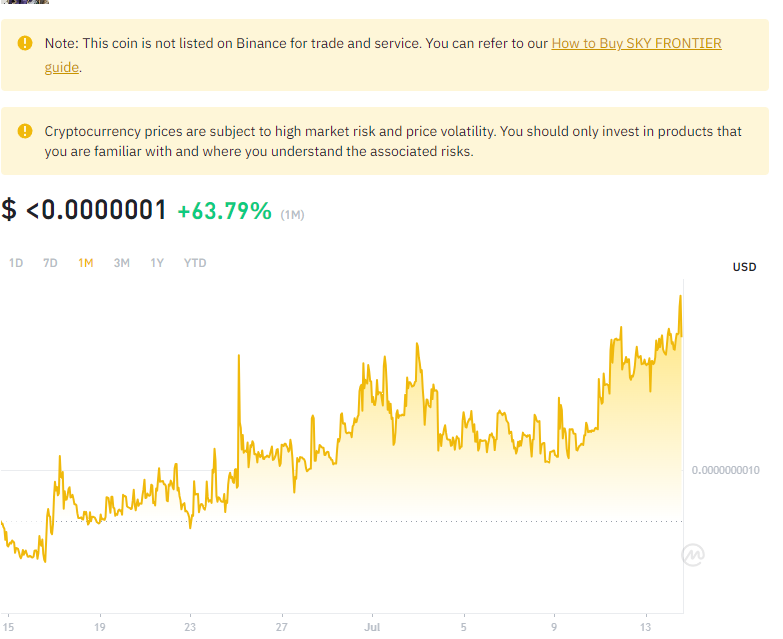 Note: This coin is not listed on Binance for trade and service. You can refer to our How to Buy SKY FRONTIER
guide.
Cryptocurrency prices are subject to high market risk and price volatility. You should only invest in products that
you are familiar with and where you understand the associated risks.
$ <0.0000001 +63.79% (1M)
1D 7D 1M 3M 1Y YTD
USD
0.0000000010
15 19 23 27 Jul 5 9 13